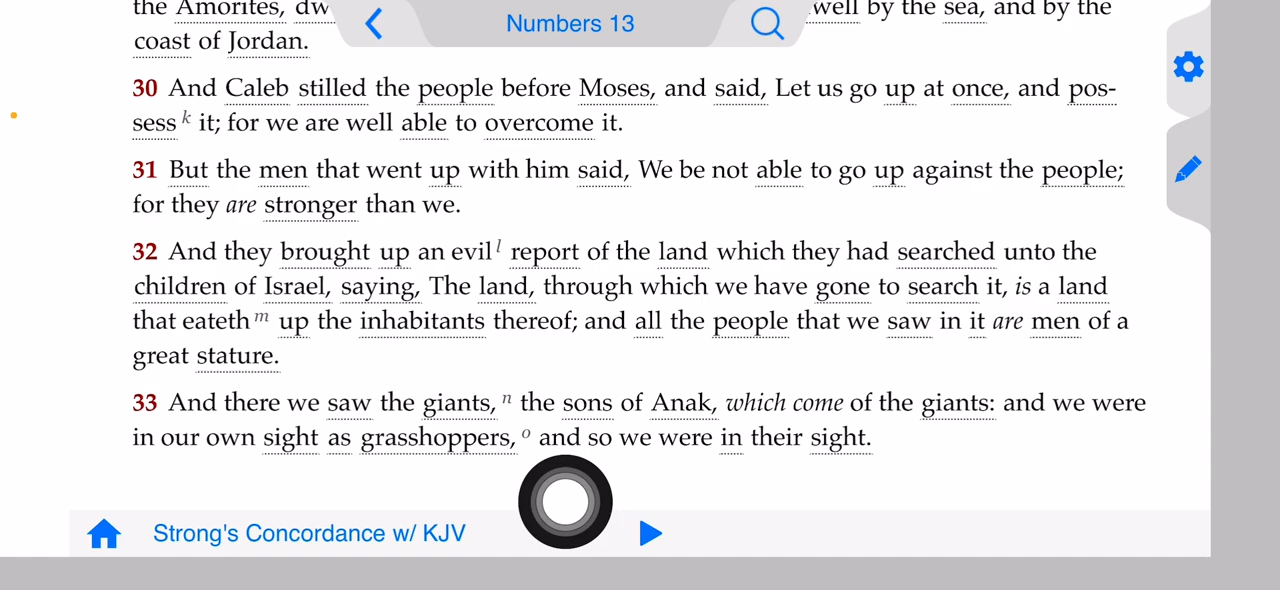 the Amorites, dw
well by the sea, and by the
Numbers 13
coast of Jordan.
30 And Caleb stilled the people before Moses, and said, Let us go up at once, and pos-
sess k it; for we are well able to overcome it.
31 But the men that went up with him said, We be not able to go up against the people;
for they are stronger than we.
32 And they brought up an evil l report of the land which they had searched unto the
children of Israel, saying, The land, through which we have gone to search it, is a land
that eateth m up the inhabitants thereof; and all the people that we saw in it are men of a
great stature.
33 And there we saw the giants, n the sons of Anak, which come of the giants: and we were
in our own sight as grasshoppers, o and so we were in their sight.
Strong's Concordance w/ KJV